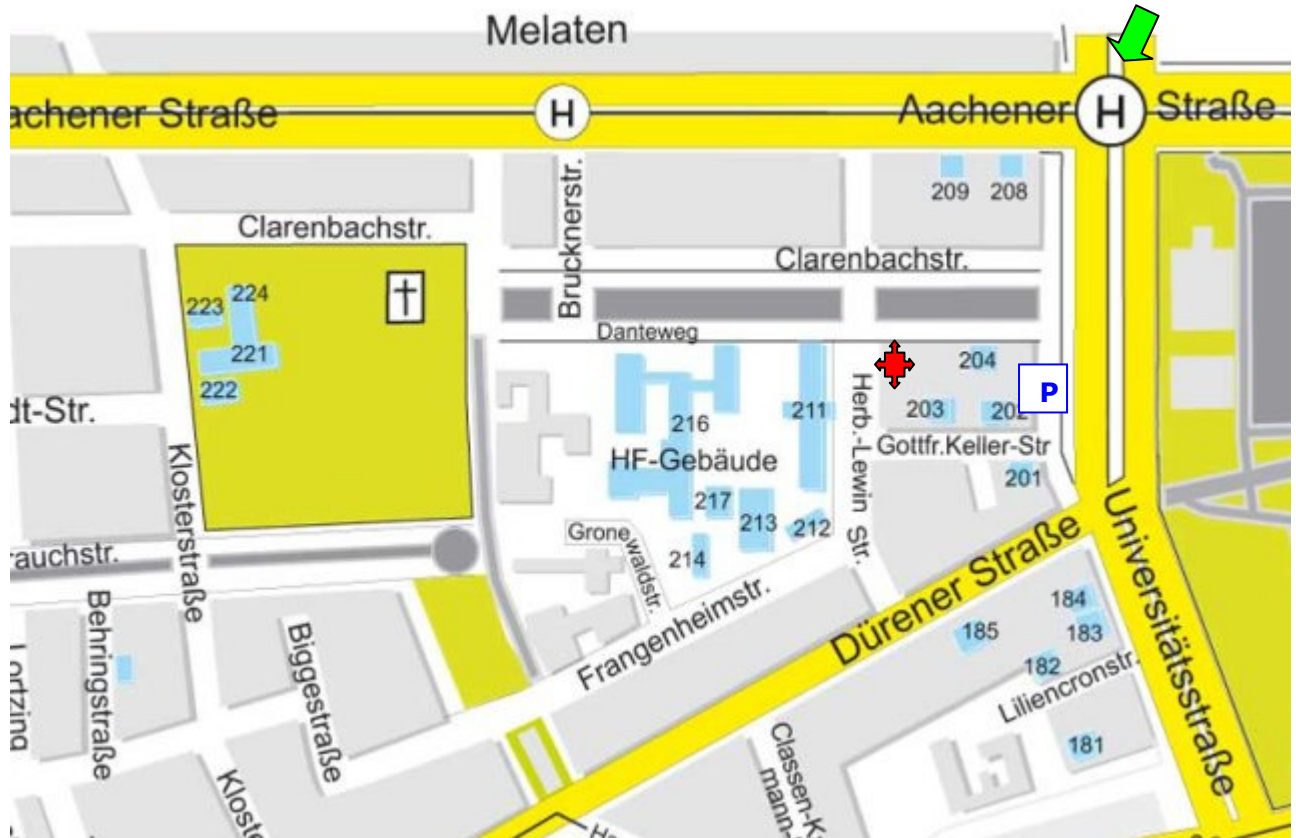 Melaten
achener Straße
H
Aachener
H
Straße
209
208
Brucknerstr.
Clarenbachstr.
Clarenbachstr.
Danteweg
223
224
221
222
204
P
203
202
211
Herb.-Lewin Str.
216
dt-Str.
HF-Gebäude
Gottfr.Keller-Str
201
Klosterstraße
217
213
212
Universitätsstraße
Grone
waldstr.
214
rauchstr.
Dürener Straße
Frangenheimstr.
184
183
185
182
Behringstraße
Biggestraße
Lortzing
Liliencronstr.
181
Classen-K
mann-
Kloste